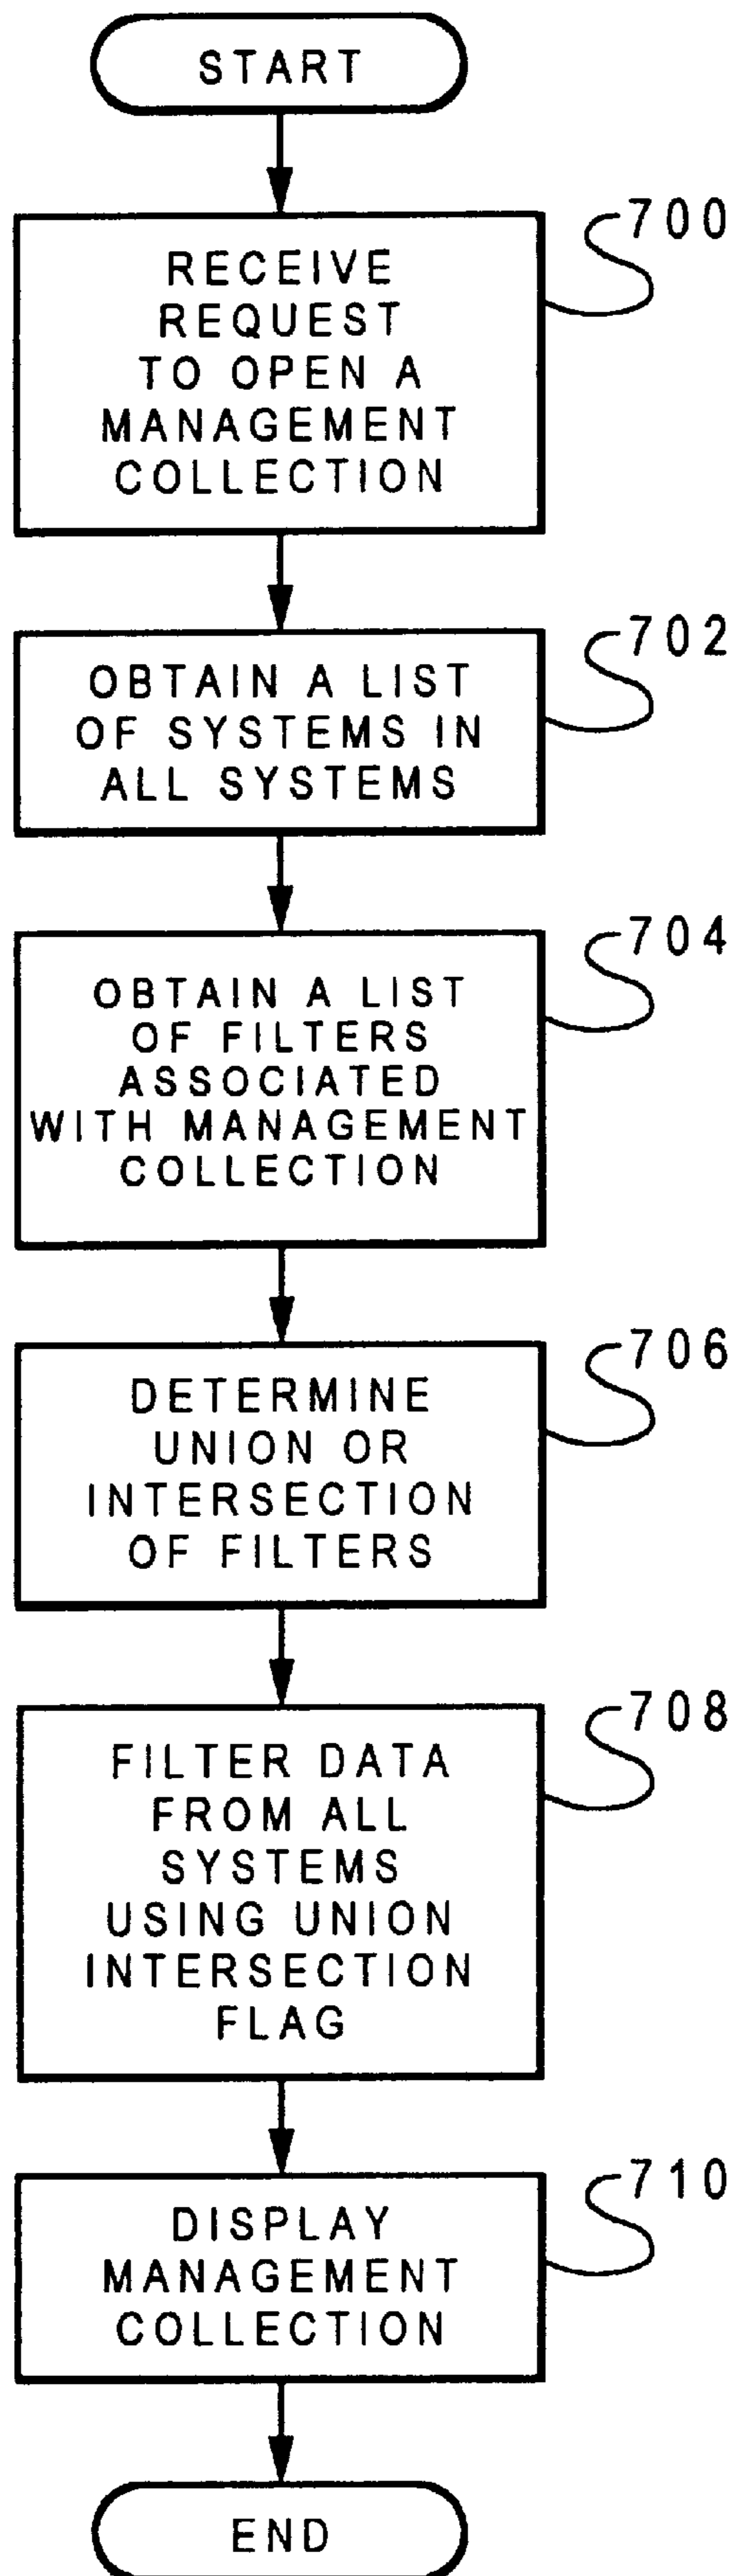 START
700
RECEIVE
REQUEST
TO OPEN A
MANAGEMENT
COLLECTION
702
OBTAIN A LIST
OF SYSTEMS IN
ALL SYSTEMS
704
OBTAIN A LIST
OF FILTERS
ASSOCIATED
WITH MANAGEMENT
COLLECTION
706
DETERMINE
UNION OR
INTERSECTION
OF FILTERS
708
FILTER DATA
FROM ALL
SYSTEMS
USING UNION
INTERSECTION
FLAG
710
DISPLAY
MANAGEMENT
COLLECTION
END